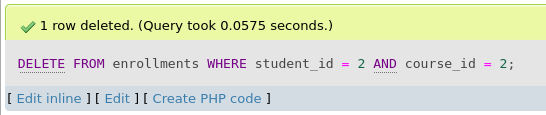 1 row deleted. (Query took 0.0575 seconds.)
DELETE FROM enrollments WHERE student_id = 2 AND course_id = 2;
[ Edit inline ] [ Edit ] [ Create PHP code ]